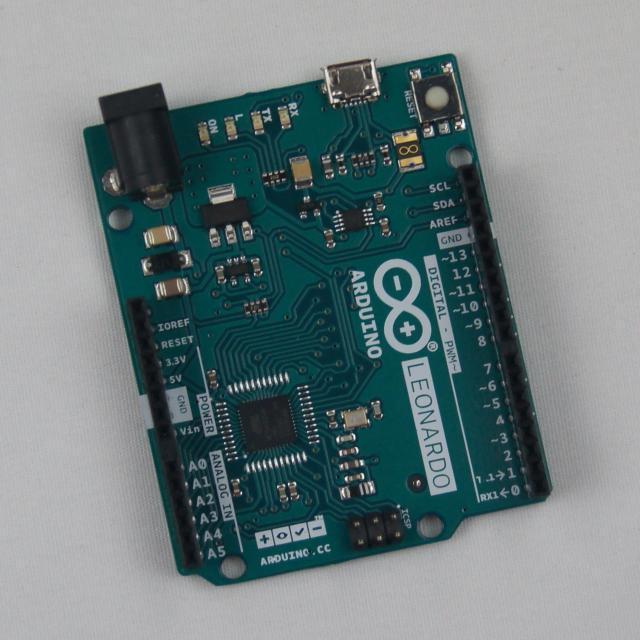 ON
L
TX
RX
RESET
SCL
SDA
AREF
GND
~13
12
~11
~10
~9
8
7
~6
~5
4
~3
2
TX→1
RX1←0
DIGITAL - PWM~
ARDUINO
LEONARDO
IOREF
RESET
3.3V
5V
GND
Vin
POWER
A0
A1
A2
A3
A4
A5
ANALOG IN
ICSP
ARDUINO.CC